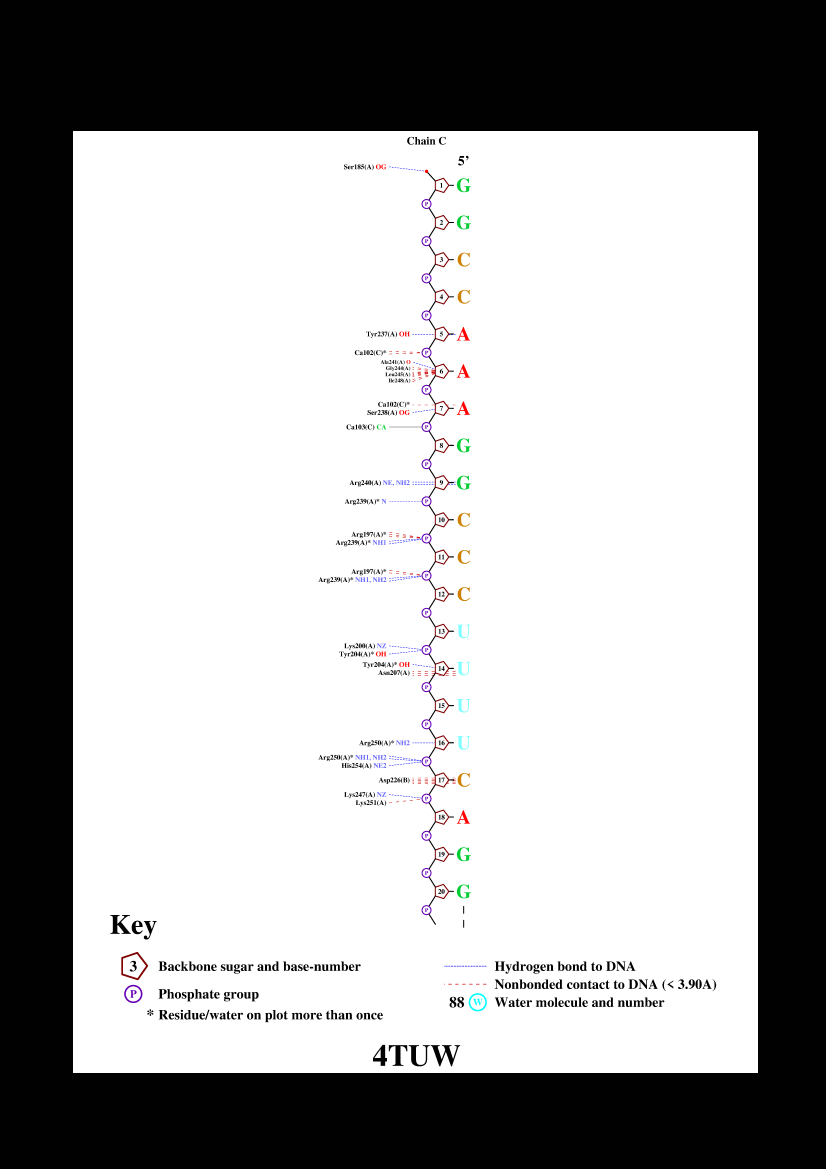 Chain C
5’
Ser185(A) OG
1 G
P
2 G
P
3 C
P
4 C
P
Tyr237(A) OH 5 A
Ca102(C)* P
Ala241(A) O
Gly244(A)
6 A
Leu245(A)
Ile248(A)
P
Ca102(C)*
7 A
Ser238(A) OG
Ca103(C) CA P
8 G
P
Arg240(A) NE, NH2 9 G
Arg239(A)* N P
10 C
Arg197(A)*
P
Arg239(A)* NH1
11 C
Arg197(A)*
P
Arg239(A)* NH1, NH2
12 C
P
13 U
Lys200(A) NZ
P
Tyr204(A)* OH
Tyr204(A)* OH
14 U
Asn207(A)
P
15 U
P
Arg250(A)* NH2 16 U
Arg250(A)* NH1, NH2
P
His254(A) NE2
Asp226(B) 17 C
Lys247(A) NZ
P
Lys251(A)
18 A
P
19 G
P
20 G
P
Key
3 Backbone sugar and base-number
P Phosphate group
* Residue/water on plot more than once
Hydrogen bond to DNA
Nonbonded contact to DNA (< 3.90A)
88 W Water molecule and number
4TUW